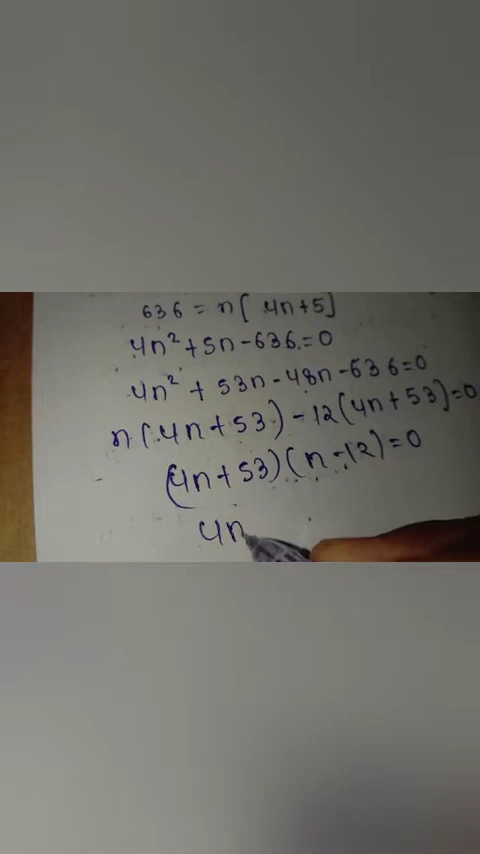 636 = n[ 4n+5]
4n² + 5n - 636 = 0
4n² + 53n - 48n - 636 = 0
n(4n + 53) - 12(4n + 53) = 0
(4n + 53)(n - 12) = 0
4n